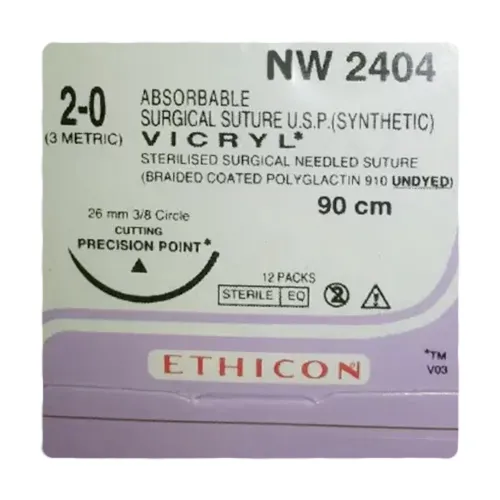 NW 2404
2-0
(3 METRIC)
ABSORBABLE
SURGICAL SUTURE U.S.P.(SYNTHETIC)
VICRYL*
STERILISED SURGICAL NEEDLED SUTURE
(BRAIDED COATED POLYGLACTIN 910 UNDYED)
90 cm
26 mm 3/8 Circle
CUTTING
PRECISION POINT*
12 PACKS
STERILE EO
2
ETHICON
*TM
V03